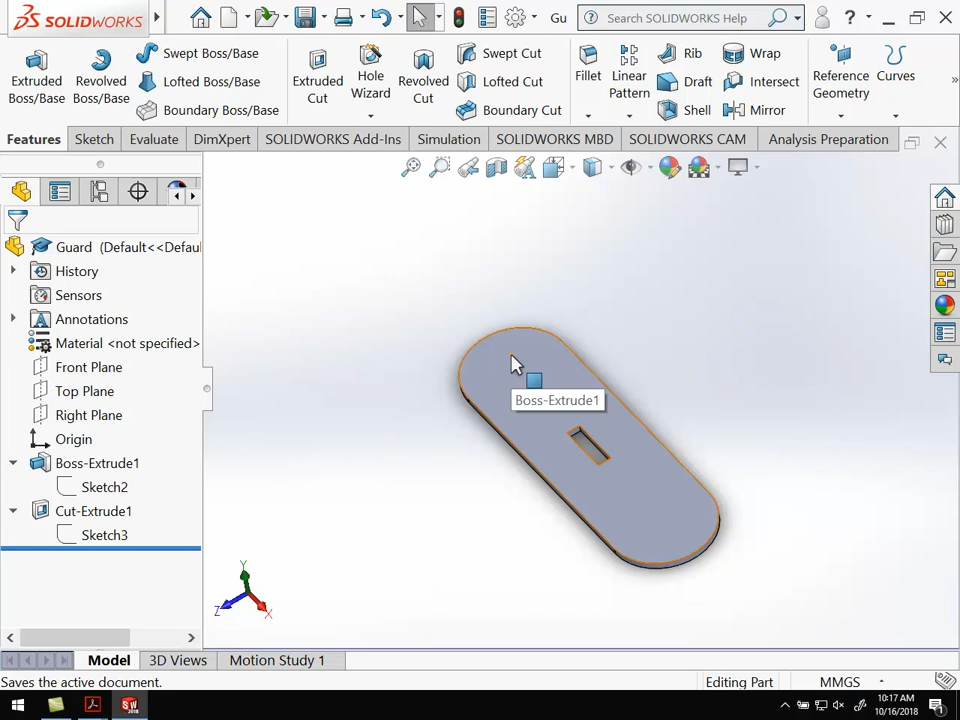 SOLIDWORKS
Gu
Search SOLIDWORKS Help
?
Extruded
Boss/Base
Revolved
Boss/Base
Swept Boss/Base
Lofted Boss/Base
Boundary Boss/Base
Extruded
Cut
Hole
Wizard
Revolved
Cut
Swept Cut
Lofted Cut
Boundary Cut
Fillet
Linear
Pattern
Rib
Draft
Shell
Wrap
Intersect
Mirror
Reference
Geometry
Curves
Features
Sketch
Evaluate
DimXpert
SOLIDWORKS Add-Ins
Simulation
SOLIDWORKS MBD
SOLIDWORKS CAM
Analysis Preparation
Guard (Default<<Defau
History
Sensors
Annotations
Material <not specified>
Front Plane
Top Plane
Right Plane
Origin
Boss-Extrude1
Sketch2
Cut-Extrude1
Sketch3
Boss-Extrude1
Y
Z
X
Model
3D Views
Motion Study 1
Saves the active document.
Editing Part
MMGS
10:17 AM
10/16/2018